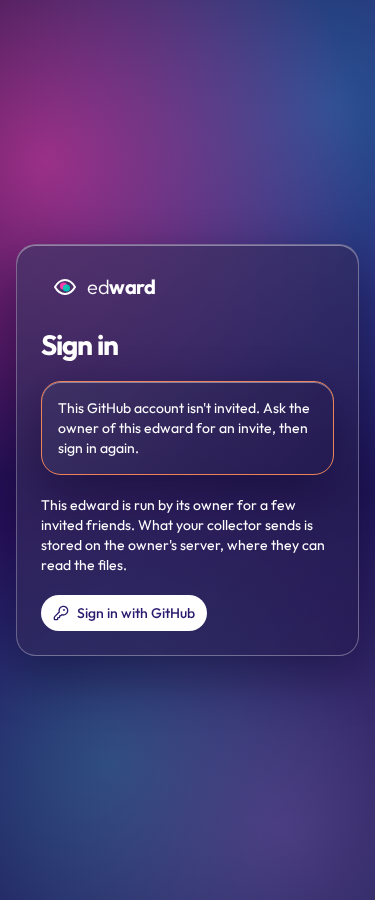 edward
Sign in
This GitHub account isn't invited. Ask the
owner of this edward for an invite, then
sign in again.
This edward is run by its owner for a few
invited friends. What your collector sends is
stored on the owner's server, where they can
read the files.
Sign in with GitHub